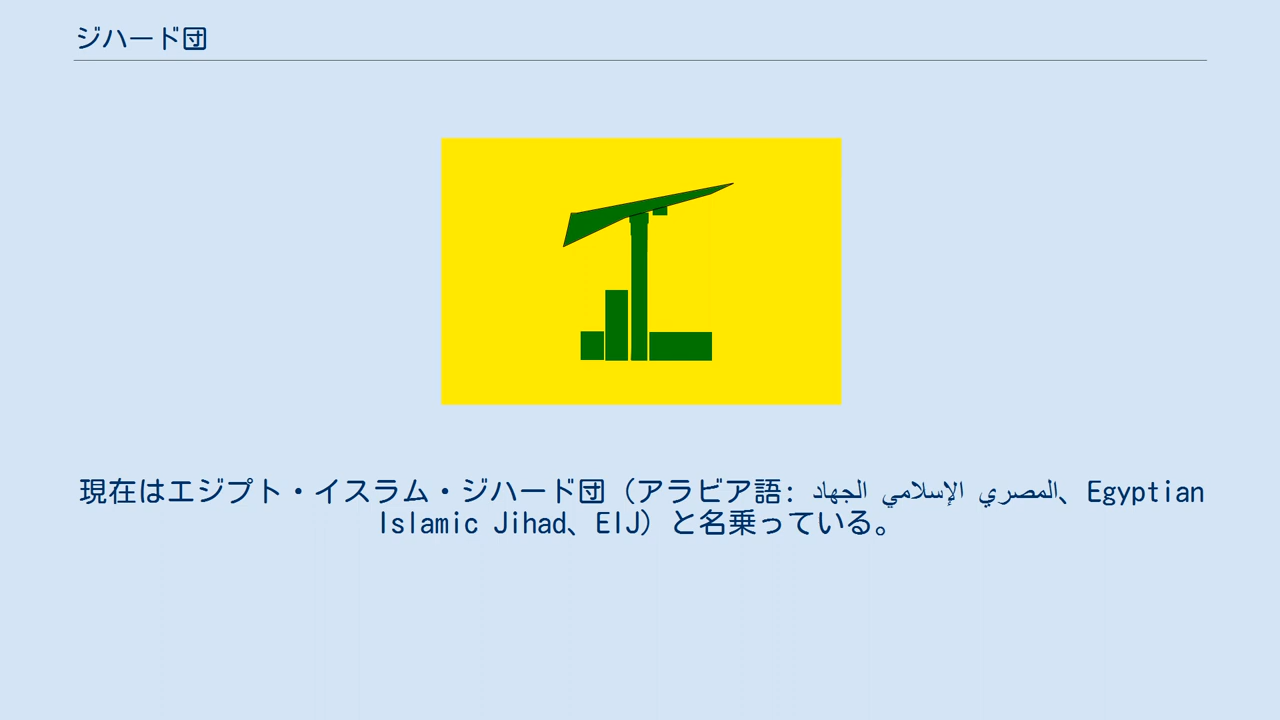 ジハード団
現在はエジプト・イスラム・ジハード団（アラビア語: الجهاد الإسلامي المصري、Egyptian
Islamic Jihad、EIJ）と名乗っている。